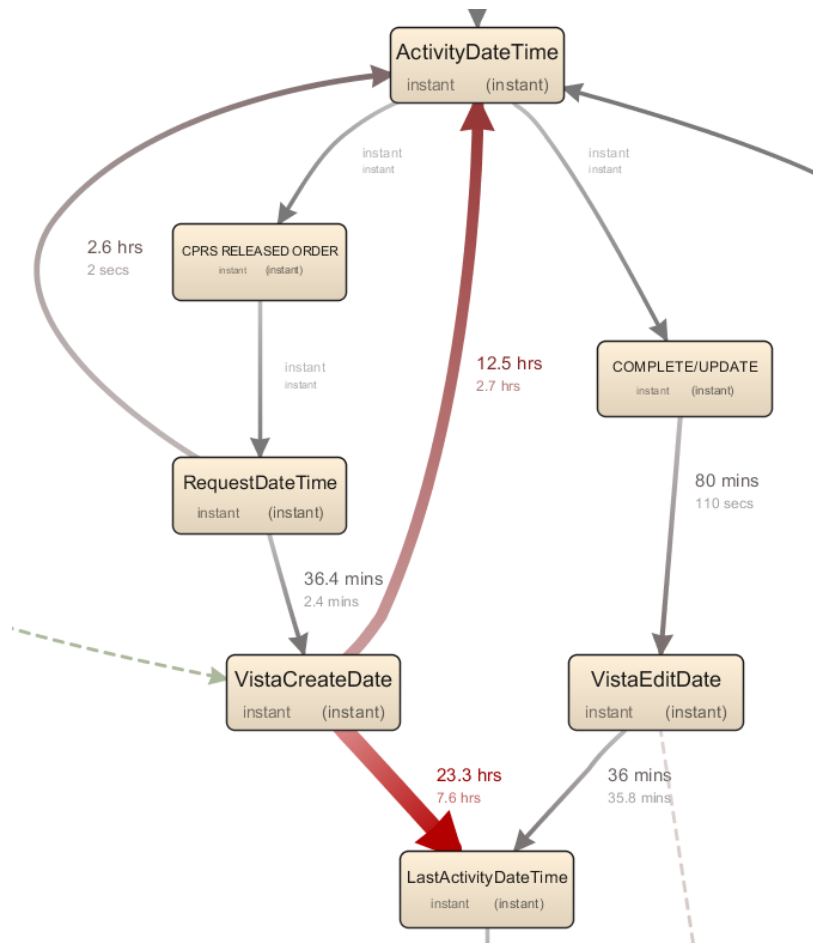 ActivityDateTime
instant (instant)
instant
instant
instant
instant
CPRS RELEASED ORDER
instant (instant)
2.6 hrs
2 secs
12.5 hrs
2.7 hrs
COMPLETE/UPDATE
instant (instant)
instant
instant
RequestDateTime
instant (instant)
80 mins
110 secs
36.4 mins
2.4 mins
VistaCreateDate
instant (instant)
VistaEditDate
instant (instant)
23.3 hrs
7.6 hrs
36 mins
35.8 mins
LastActivityDateTime
instant (instant)